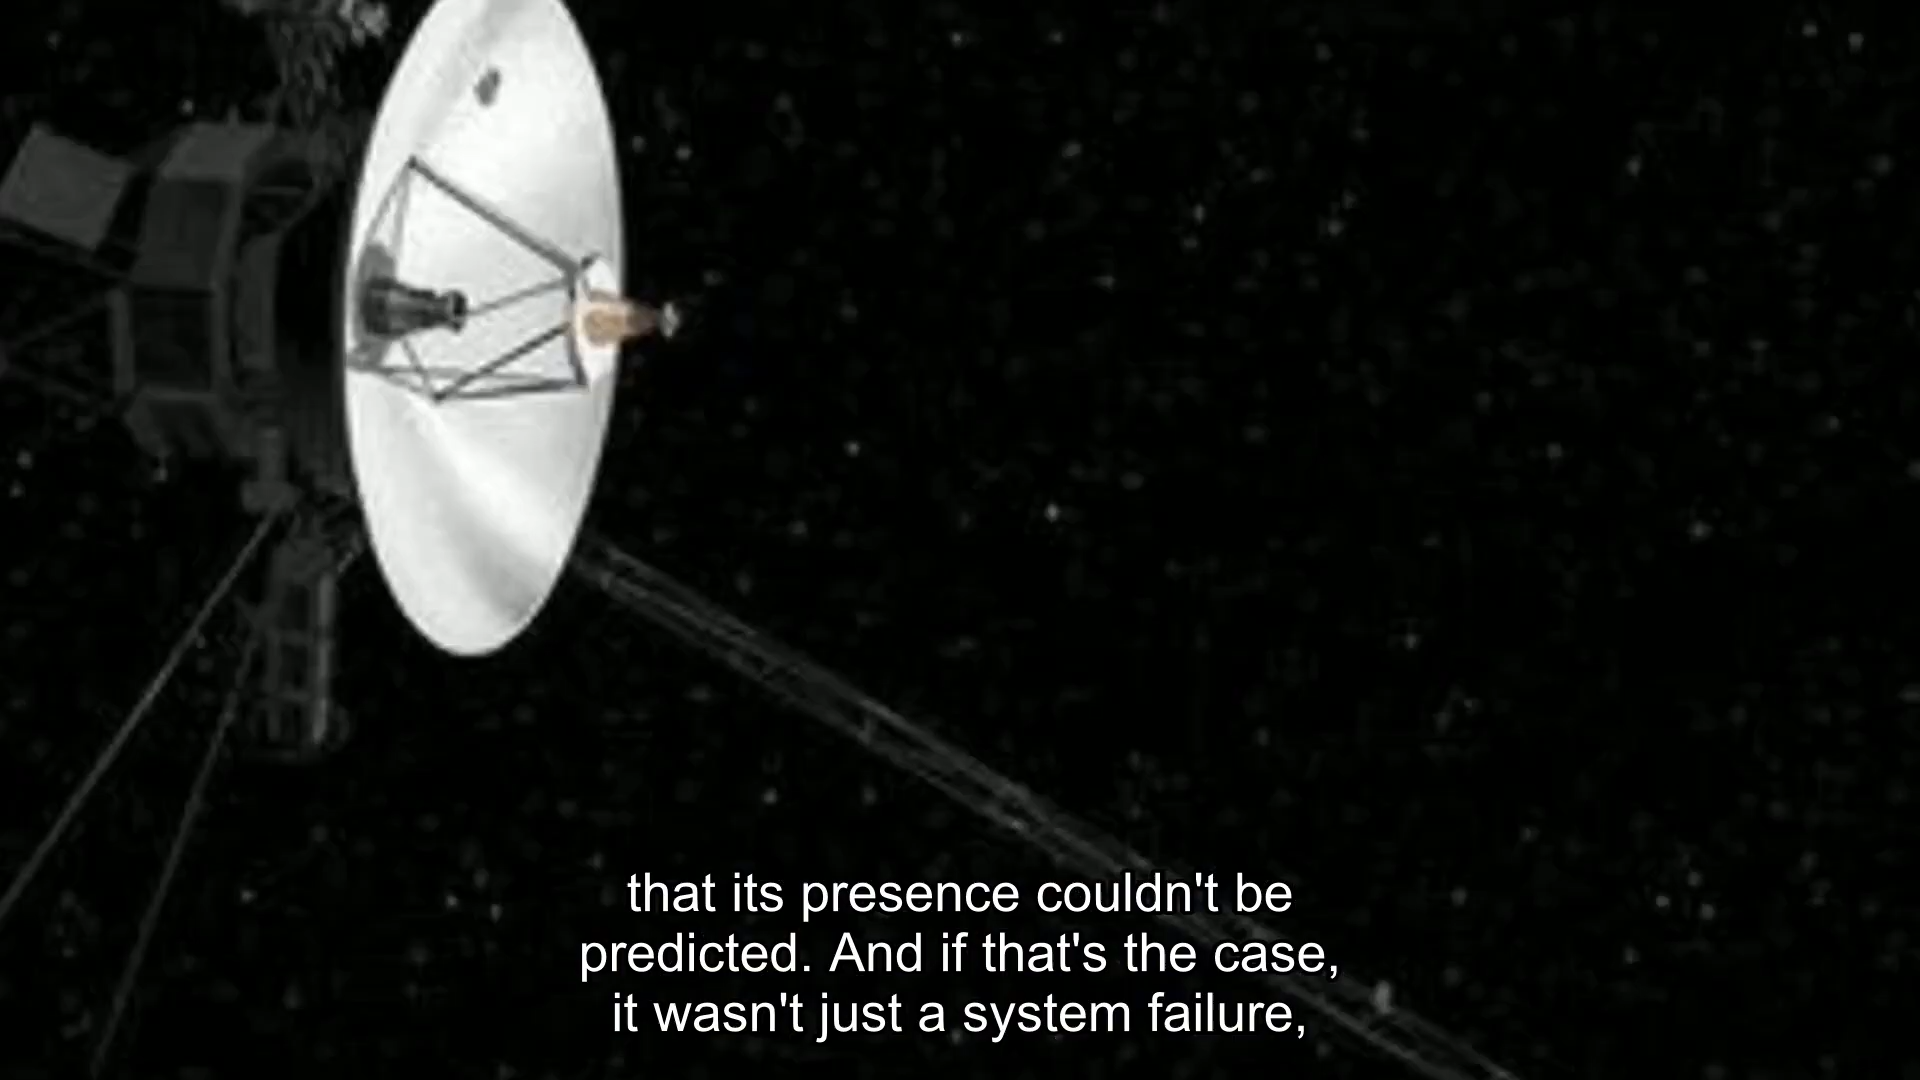 that its presence couldn't be
predicted. And if that's the case,
it wasn't just a system failure,